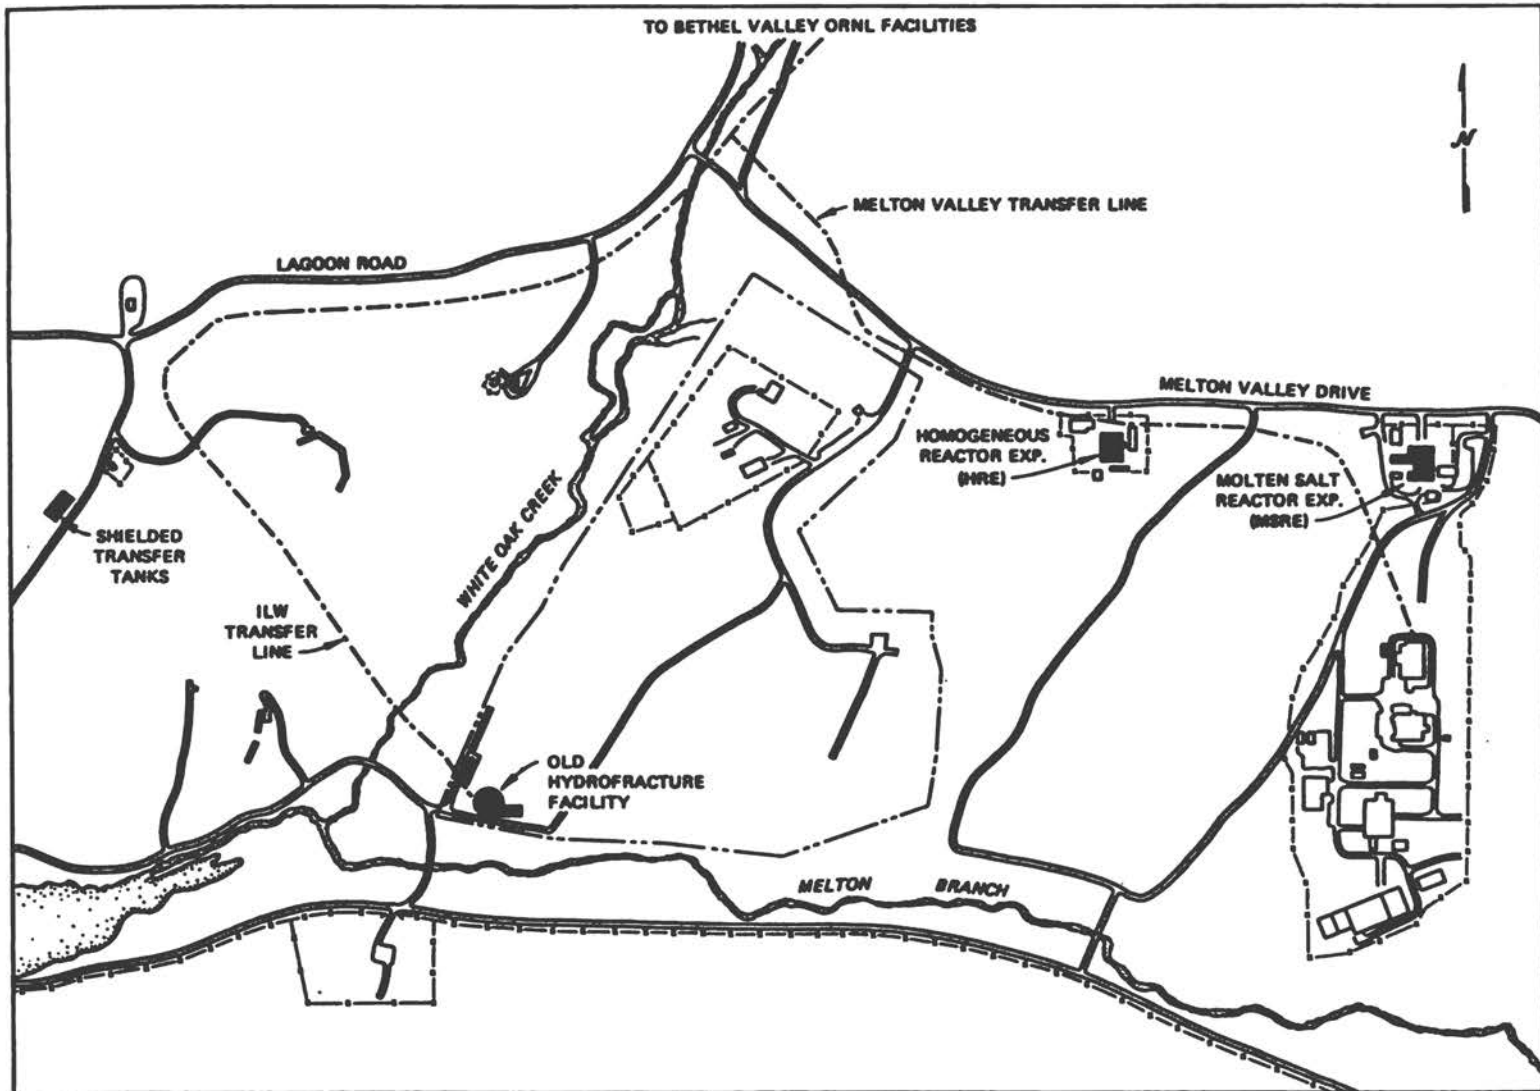 TO BETHEL VALLEY ORNL FACILITIES
N
MELTON VALLEY TRANSFER LINE
LAGOON ROAD
MELTON VALLEY DRIVE
HOMOGENEOUS
REACTOR EXP.
(HRE)
MOLTEN SALT
REACTOR EXP.
(MSRE)
SHIELDED
TRANSFER
TANKS
WHITE OAK CREEK
ILW
TRANSFER
LINE
OLD
HYDROFRACTURE
FACILITY
MELTON BRANCH